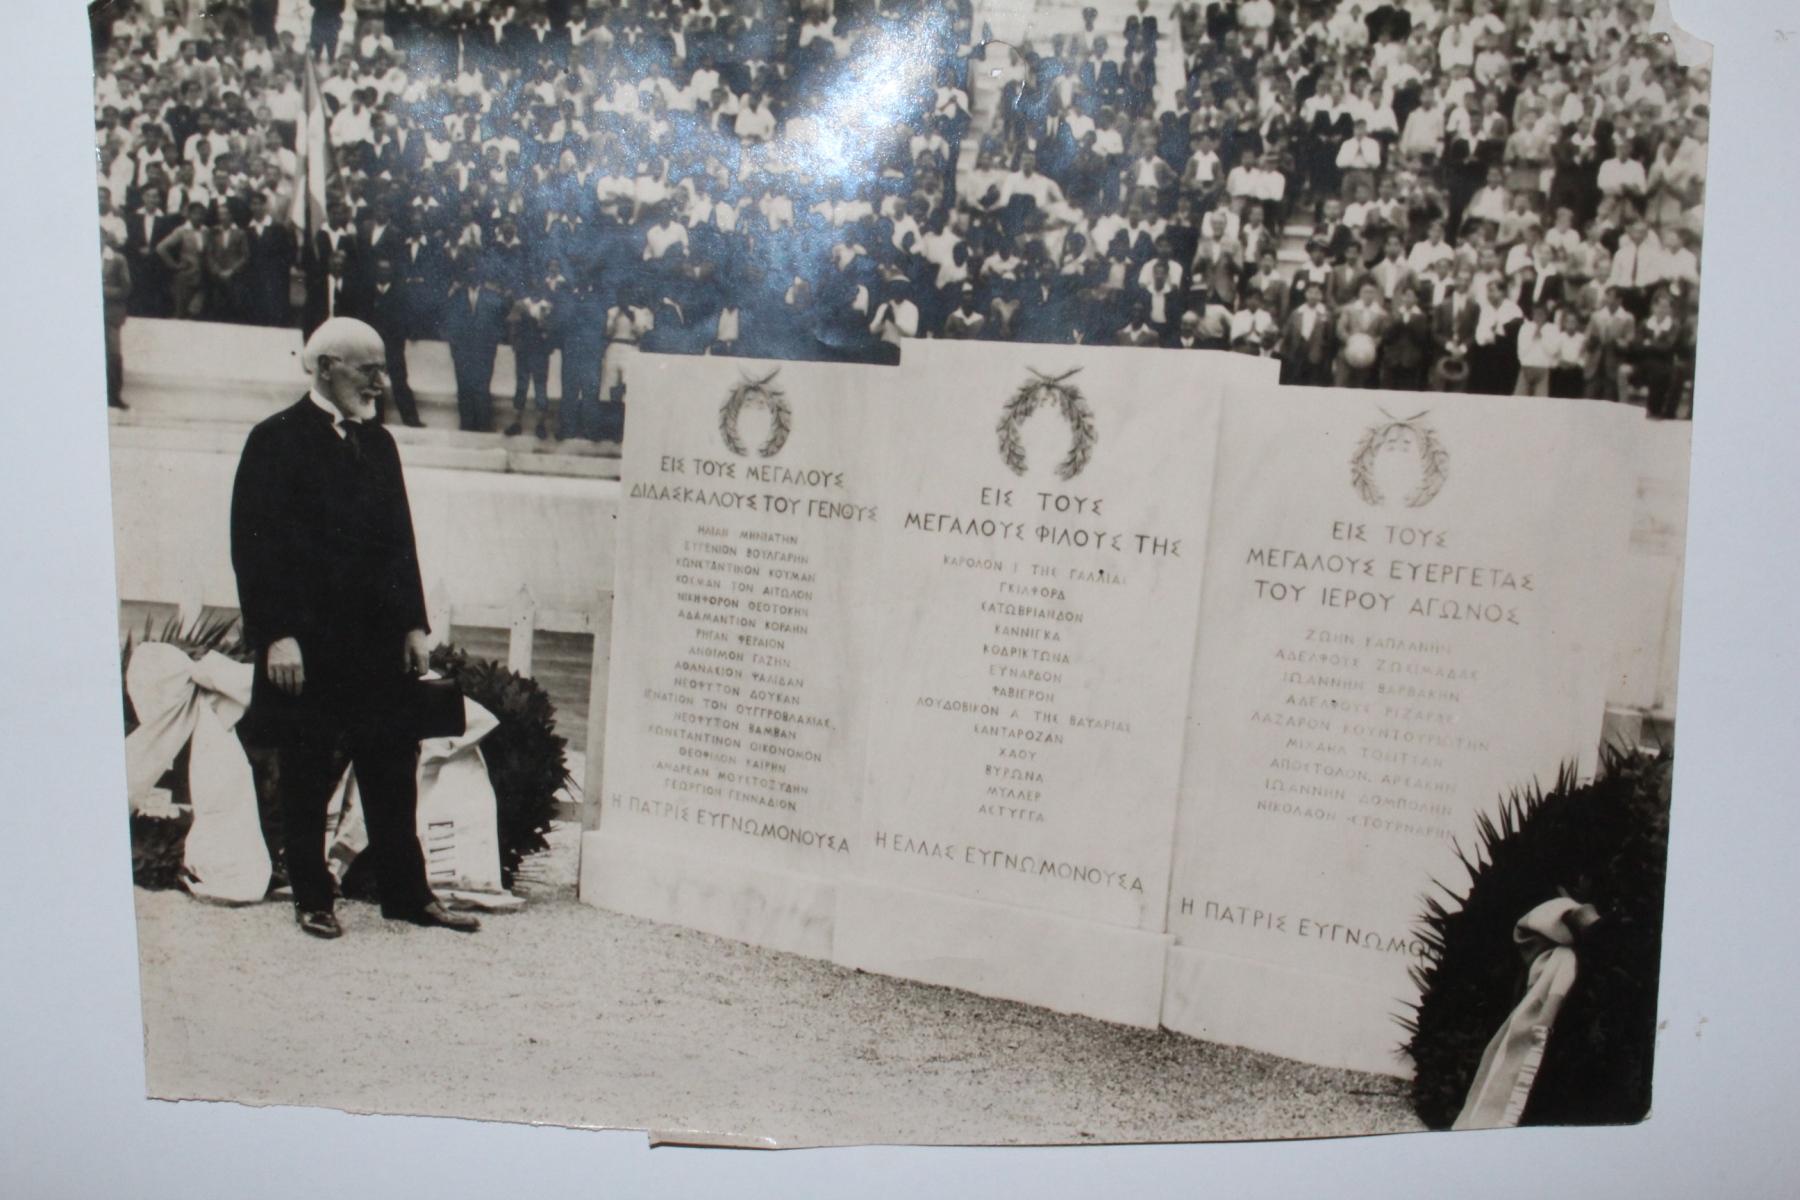 ΕΙΣ ΤΟΥΣ ΜΕΓΑΛΟΥΣ
ΔΙΔΑΣΚΑΛΟΥΣ ΤΟΥ ΓΕΝΟΥΣ
ΗΛΙΑΝ ΜΗΝΙΑΤΗΝ
ΕΥΓΕΝΙΟΝ ΒΟΥΛΓΑΡΗΝ
ΚΩΝΣΤΑΝΤΙΝΟΝ ΚΟΥΜΑΝ
ΚΟΣΜΑΝ ΤΟΝ ΑΙΤΩΛΟΝ
ΝΙΚΗΦΟΡΟΝ ΘΕΟΤΟΚΗΝ
ΑΔΑΜΑΝΤΙΟΝ ΚΟΡΑΗΝ
ΡΗΓΑΝ ΦΕΡΑΙΟΝ
ΑΝΘΙΜΟΝ ΓΑΖΗΝ
ΑΘΑΝΑΣΙΟΝ ΨΑΛΙΔΑΝ
ΝΕΟΦΥΤΟΝ ΔΟΥΚΑΝ
ΙΓΝΑΤΙΟΝ ΤΟΝ ΟΥΓΓΡΟΒΛΑΧΙΑΣ
ΝΕΟΦΥΤΟΝ ΒΑΜΒΑΝ
ΚΩΝΣΤΑΝΤΙΝΟΝ ΟΙΚΟΝΟΜΟΝ
ΘΕΟΦΙΛΟΝ ΚΑΙΡΗΝ
ΑΝΔΡΕΑΝ ΜΟΥΣΤΟΞΥΔΗΝ
ΓΕΩΡΓΙΟΝ ΓΕΝΝΑΔΙΟΝ
Η ΠΑΤΡΙΣ ΕΥΓΝΩΜΟΝΟΥΣΑ
ΕΙΣ ΤΟΥΣ
ΜΕΓΑΛΟΥΣ ΦΙΛΟΥΣ ΤΗΣ
ΚΑΡΟΛΟΝ Ι ΤΗΣ ΓΑΛΛΙΑΣ
ΓΚΙΛΦΟΡΔ
ΣΑΤΩΒΡΙΑΝΔΟΝ
ΚΑΝΝΙΓΚΑ
ΚΟΔΡΙΚΤΩΝΑ
ΕΥΝΑΡΔΟΝ
ΦΑΒΙΕΡΟΝ
ΛΟΥΔΟΒΙΚΟΝ Α. ΤΗΣ ΒΑΥΑΡΙΑΣ
ΣΑΝΤΑΡΟΖΑΝ
ΧΑΟΥ
ΒΥΡΩΝΑ
ΜΥΛΛΕΡ
ΑΣΤΥΓΓΑ
Η ΕΛΛΑΣ ΕΥΓΝΩΜΟΝΟΥΣΑ
ΕΙΣ ΤΟΥΣ
ΜΕΓΑΛΟΥΣ ΕΥΕΡΓΕΤΑΣ
ΤΟΥ ΙΕΡΟΥ ΑΓΩΝΟΣ
ΖΩΗΝ ΚΑΠΛΑΝΗΝ
ΑΔΕΛΦΟΥΣ ΖΩΣΙΜΑΔΑΣ
ΙΩΑΝΝΗΝ ΒΑΡΒΑΚΗΝ
ΑΔΕΛΦΟΥΣ ΡΙΖΑΡΑΣ
ΛΑΖΑΡΟΝ ΚΟΥΝΤΟΥΡΙΩΤΗΝ
ΜΙΧΑΗΛ ΤΟΣΙΤΣΑΝ
ΑΠΟΣΤΟΛΟΝ ΑΡΣΑΚΗΝ
ΙΩΑΝΝΗΝ ΔΟΜΠΟΛΗΝ
ΝΙΚΟΛΑΟΝ ΣΤΟΥΡΝΑΡΗΝ
Η ΠΑΤΡΙΣ ΕΥΓΝΩΜΟ